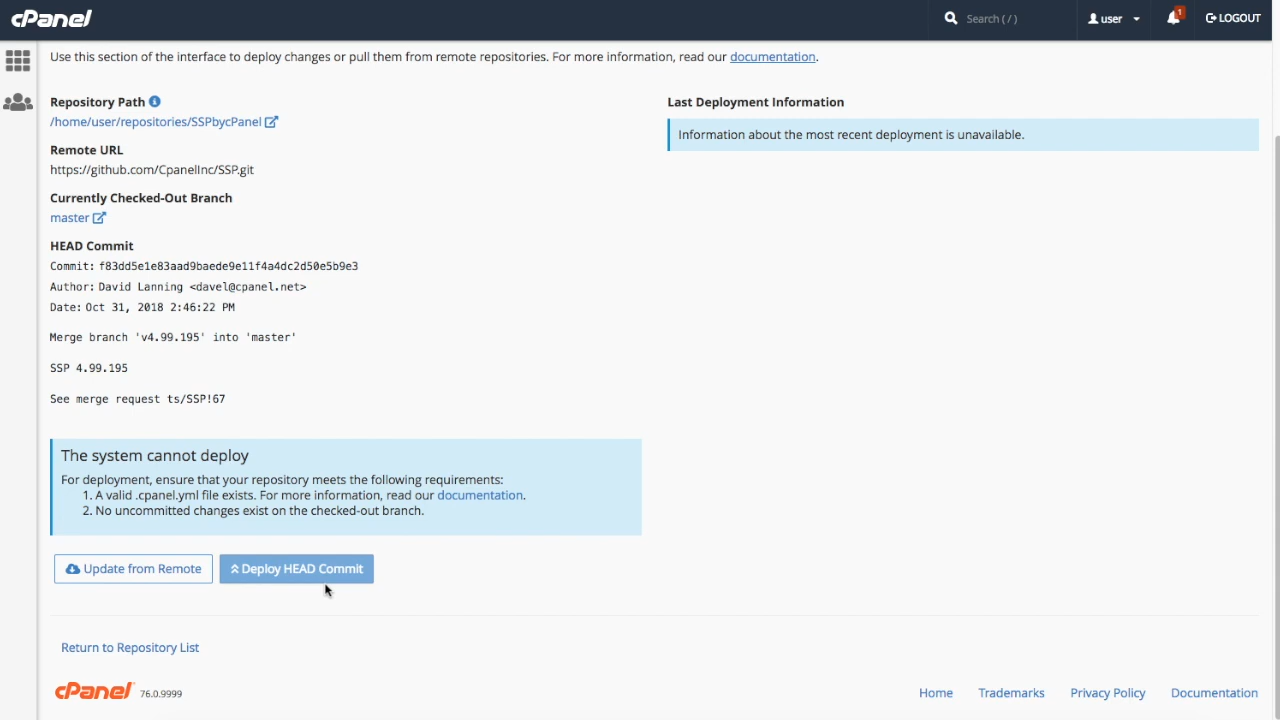 cPanel
Search ( / )
user
1
LOGOUT
Use this section of the interface to deploy changes or pull them from remote repositories. For more information, read our documentation.
Repository Path
/home/user/repositories/SSPbycPanel
Remote URL
https://github.com/CpanelInc/SSP.git
Currently Checked-Out Branch
master
HEAD Commit
Commit: f83dd5e1e83aad9baede9e11f4a4dc2d50e5b9e3
Author: David Lanning <davel@cpanel.net>
Date: Oct 31, 2018 2:46:22 PM
Merge branch 'v4.99.195' into 'master'
SSP 4.99.195
See merge request ts/SSP!67
Last Deployment Information
Information about the most recent deployment is unavailable.
The system cannot deploy
For deployment, ensure that your repository meets the following requirements:
1. A valid .cpanel.yml file exists. For more information, read our documentation.
2. No uncommitted changes exist on the checked-out branch.
Update from Remote
Deploy HEAD Commit
Return to Repository List
cPanel 76.0.9999
Home Trademarks Privacy Policy Documentation